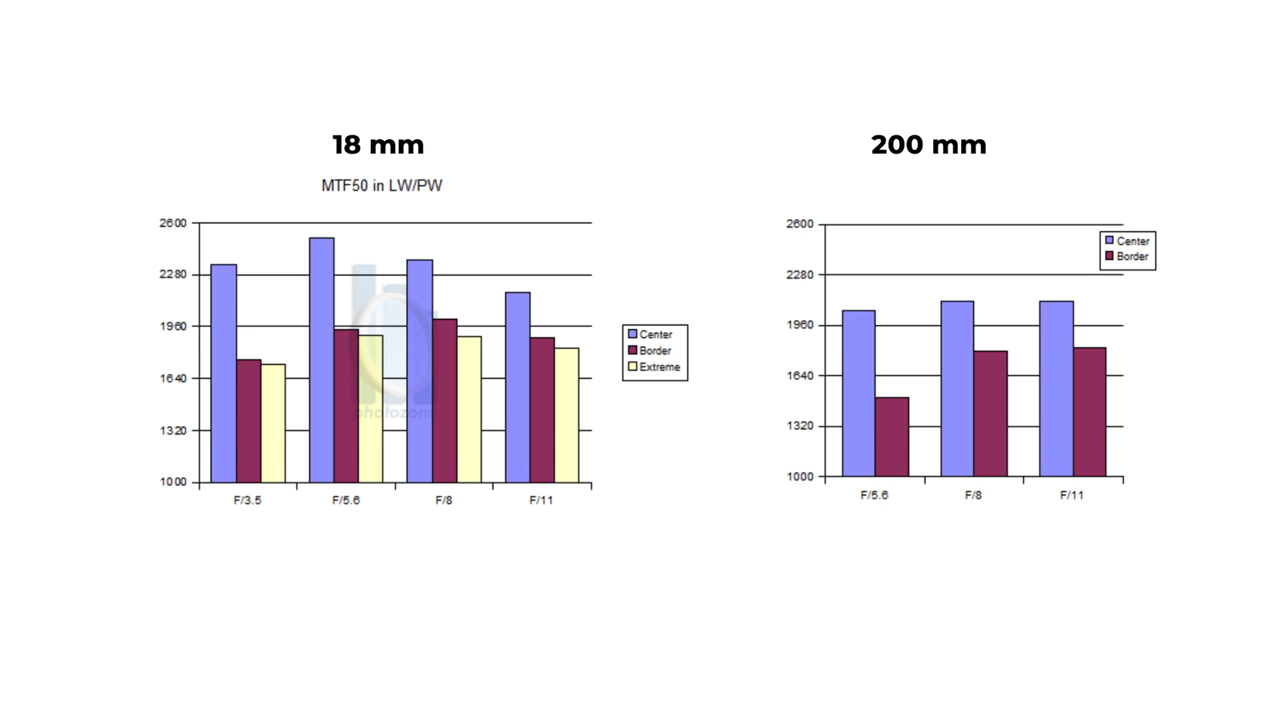 18 mm
MTF50 in LW/PW
2600
2280
1960
1640
1320
1000
F/3.5 F/5.6 F/8 F/11
Center
Border
Extreme
photozone
200 mm
2600
2280
1960
1640
1320
1000
F/5.6 F/8 F/11
Center
Border